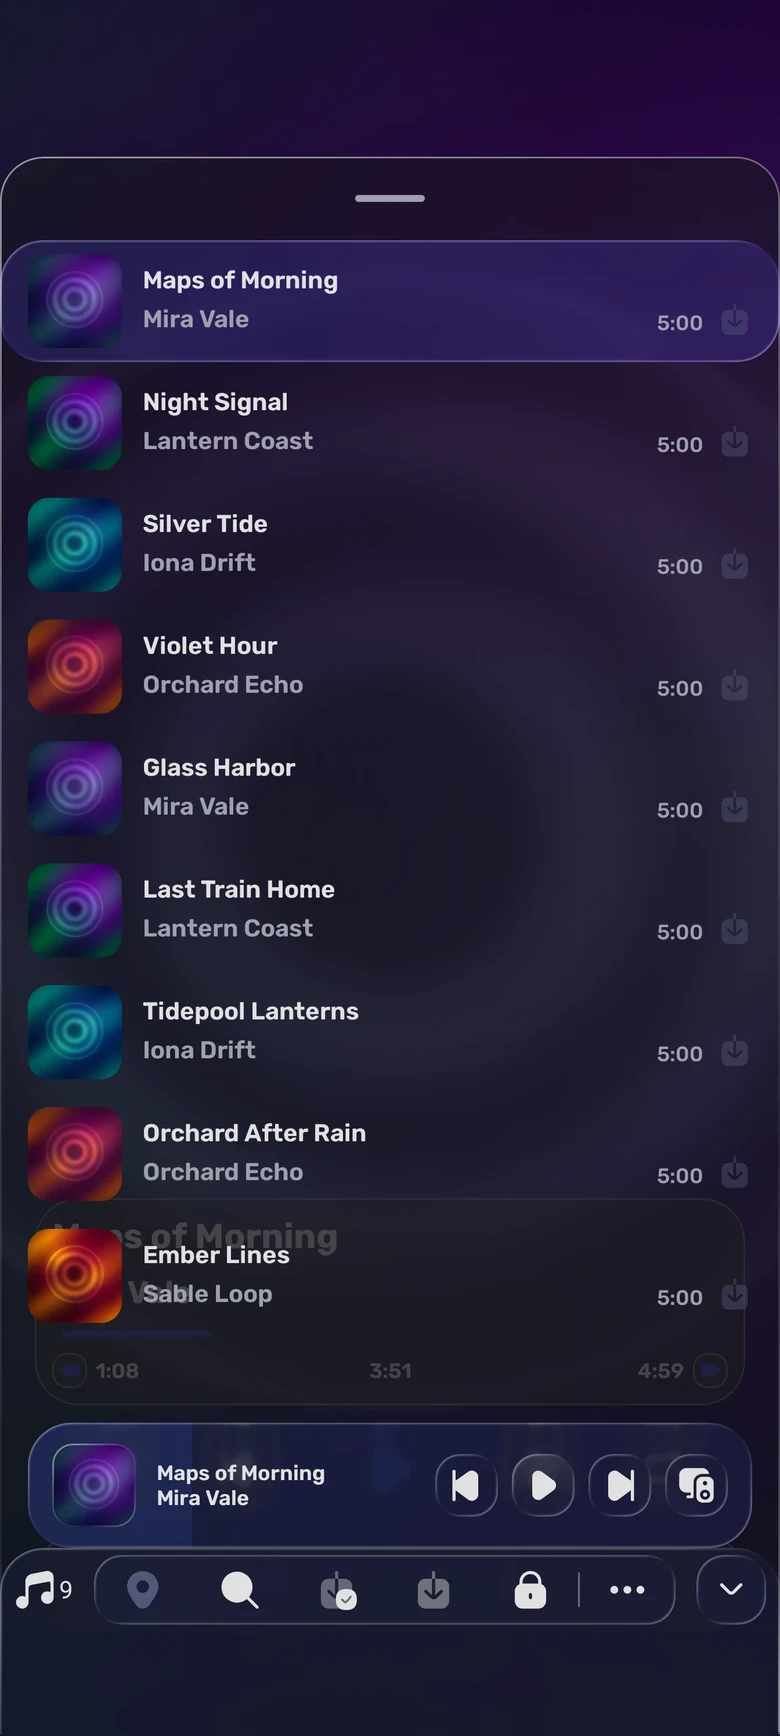 Maps of Morning
Mira Vale
5:00
Night Signal
Lantern Coast
5:00
Silver Tide
Iona Drift
5:00
Violet Hour
Orchard Echo
5:00
Glass Harbor
Mira Vale
5:00
Last Train Home
Lantern Coast
5:00
Tidepool Lanterns
Iona Drift
5:00
Orchard After Rain
Orchard Echo
5:00
Maps of Morning
Ember Lines
Sable Loop
5:00
1:08 3:51 4:59
Maps of Morning
Mira Vale
9